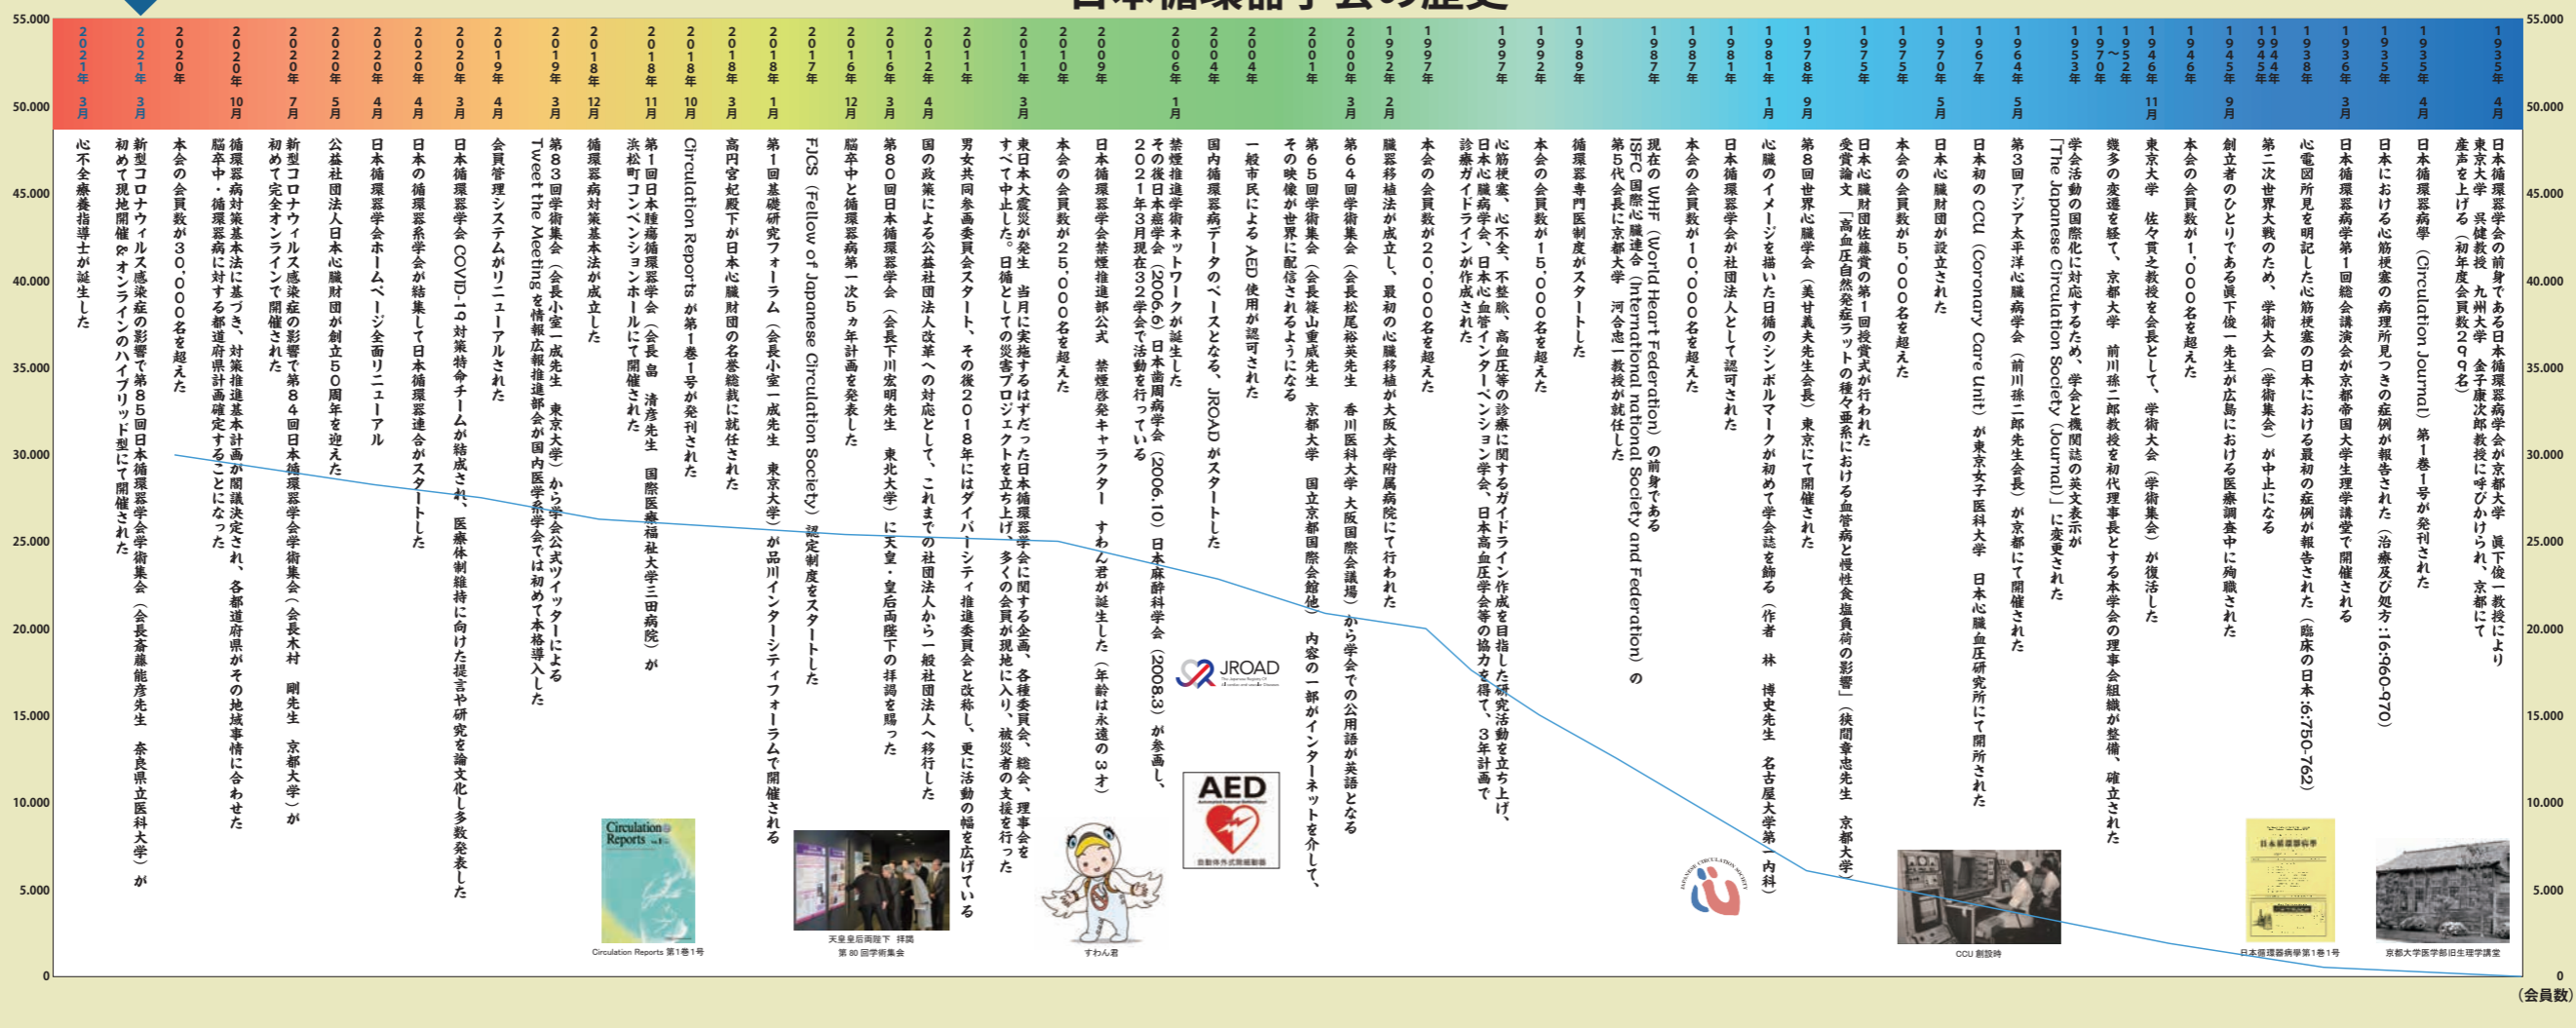 日本循環器学会の歴史
55.000
50.000
45.000
40.000
35.000
30.000
25.000
20.000
15.000
10.000
5.000
0
55.000
50.000
45.000
40.000
35.000
30.000
25.000
20.000
15.000
10.000
5.000
0
(会員数)
1935年 4月
日本循環器学会の前身である日本循環器病学会が京都大学 眞下俊一教授により
東京大学 呉健教授 九州大学 金子廉次郎教授に呼びかけられ、京都にて
産声を上げる(初年度会員数299名)
1935年 4月
日本循環器病學(Circulation Journal)第1巻1号が発刊された
1935年
日本における心筋梗塞の病理所見つきの症例が報告された(治療及び処方:16:960-970)
1936年 3月
日本循環器病学第1回総会講演会が京都帝国大学生理学講堂で開催される
1938年
心電図所見を明記した心筋梗塞の日本における最初の症例が報告された(臨床の日本:6:750-762)
1944年
1945年
第二次世界大戦のため、学術大会(学術集会)が中止になる
1945年 9月
創立者のひとりである眞下俊一先生が広島における医療調査中に殉職された
1946年
本会の会員数が1,000名を超えた
1946年 11月
東京大学 佐々貫之教授を会長として、学術大会(学術集会)が復活した
1952年
〜
1970年
幾多の変遷を経て、京都大学 前川孫二郎教授を初代理事長とする本学会の理事会組織が整備、確立された
1953年
学会活動の国際化に対応するため、学会と機関誌の英文表示が
「The Japanese Circulation Society (Journal)」に変更された
1964年 5月
第3回アジア太平洋心臓病学会(前川孫二郎先生会長)が京都にて開催された
1967年
日本初のCCU(Coronary Care Unit)が東京女子医科大学 日本心臓血圧研究所にて開所された
1970年 5月
日本心臓財団が設立された
1975年
本会の会員数が5,000名を超えた
1975年
日本心臓財団佐藤賞の第1回授賞式が行われた
受賞論文「高血圧自然発症ラットの種々亜系における血管病と慢性食塩負荷の影響」(狭間章忠先生 京都大学)
1978年 9月
第8回世界心臓学会(美甘義夫先生会長)東京にて開催された
1981年 1月
心臓のイメージを描いた日循のシンボルマークが初めて学会誌を飾る(作者 林 博史先生 名古屋大学第一内科)
1981年
日本循環器学会が社団法人として認可された
1987年
本会の会員数が10,000名を超えた
1987年
現在のWHF(World Heart Federation)の前身である
ISFC国際心臓連合(International national Society and Federation)の
第5代会長に京都大学 河合忠一教授が就任した
1989年
循環器専門医制度がスタートした
1992年
本会の会員数が15,000名を超えた
1997年
心筋梗塞、心不全、不整脈、高血圧等の診療に関するガイドライン作成を目指した研究活動を立ち上げ、
日本心臓病学会、日本心血管インターベンション学会、日本高血圧学会等の協力を得て、3年計画で
診療ガイドラインが作成された
1997年
本会の会員数が20,000名を超えた
1992年 2月
臓器移植法が成立し、最初の心臓移植が大阪大学附属病院にて行われた
2000年 3月
第64回学術集会(会長松尾裕英先生 香川医科大学 大阪国際会議場)から学会での公用語が英語となる
2001年
第65回学術集会(会長篠山重威先生 京都大学 国立京都国際会館他)内容の一部がインターネットを介して、
その映像が世界に配信されるようになる
2004年
一般市民によるAED使用が認可された
2004年
国内循環器病データのベースとなる、JROADがスタートした
2006年 1月
禁煙推進学術ネットワークが誕生した
その後日本癌学会(2006.6)日本歯周病学会(2006.10)日本麻酔科学会(2008.3)が参画し、
2021年3月現在32学会で活動を行っている
2009年
日本循環器学会禁煙推進部公式 禁煙啓発キャラクター すわん君が誕生した(年齢は永遠の3才)
2010年
本会の会員数が25,000名を超えた
2011年 3月
東日本大震災が発生 当月に実施するはずだった日本循環器学会に関する企画、各種委員会、総会、理事会を
すべて中止した。日循としての災害プロジェクトを立ち上げ、多くの会員が現地に入り、被災者の支援を行った
2011年
男女共同参画委員会スタート、その後2018年にはダイバーシティ推進委員会と改称し、更に活動の幅を広げている
2012年 4月
国の政策による公益社団法人改革への対応として、これまでの社団法人から一般社団法人へ移行した
2016年 3月
第80回日本循環器学会(会長下川宏明先生 東北大学)に天皇・皇后両陛下の拝謁を賜った
2016年 12月
脳卒中と循環器病第一次5ヵ年計画を発表した
2017年
FJCS(Fellow of Japanese Circulation Society)認定制度をスタートした
2018年 1月
第1回基礎研究フォーラム(会長小室一成先生 東京大学)が品川インターシティフォーラムで開催される
2018年 3月
高円宮妃殿下が日本心臓財団の名誉総裁に就任された
2018年 10月
Circulation Reportsが第1巻1号が発刊された
2018年 11月
第1回日本腫瘍循環器学会(会長 畠 清彦先生 国際医療福祉大学三田病院)が
浜松町コンベンションホールにて開催された
2018年 12月
循環器病対策基本法が成立した
2019年 3月
第83回学術集会(会長小室一成先生 東京大学)から学会公式ツイッターによる
Tweet the Meetingを情報広報推進部会が国内医学系学会では初めて本格導入した
2019年 4月
会員管理システムがリニューアルされた
2020年 3月
日本循環器学会COVID-19対策特命チームが結成され、医療体制維持に向けた提言や研究を論文化し多数発表した
2020年 4月
日本の循環器系学会が結集して日本循環器連合がスタートした
2020年 4月
日本循環器学会ホームページ全面リニューアル
2020年 5月
公益社団法人日本心臓財団が創立50周年を迎えた
2020年 7月
新型コロナウィルス感染症の影響で第84回日本循環器学会学術集会(会長木村 剛先生 京都大学)が
初めて完全オンラインで開催された
2020年 10月
循環器病対策基本法に基づき、対策推進基本計画が閣議決定され、各都道府県がその地域事情に合わせた
脳卒中・循環器病に対する都道府県計画確定することになった
2020年
本会の会員数が30,000名を超えた
2021年 3月
新型コロナウィルス感染症の影響で第85回日本循環器学会学術集会(会長斎藤能彦先生 奈良県立医科大学)が
初めて現地開催&オンラインのハイブリッド型にて開催された
2021年 3月
心不全療養指導士が誕生した
JROAD
AED
自動体外式除細動器
Circulation
Reports
Circulation Reports 第1巻1号
天皇皇后両陛下 拝謁
第80回学術集会
すわん君
JAPANESE CIRCULATION SOCIETY
CCU 創設時
日本循環器病學
日本循環器病學第1巻1号
京都大学医学部旧生理学講堂